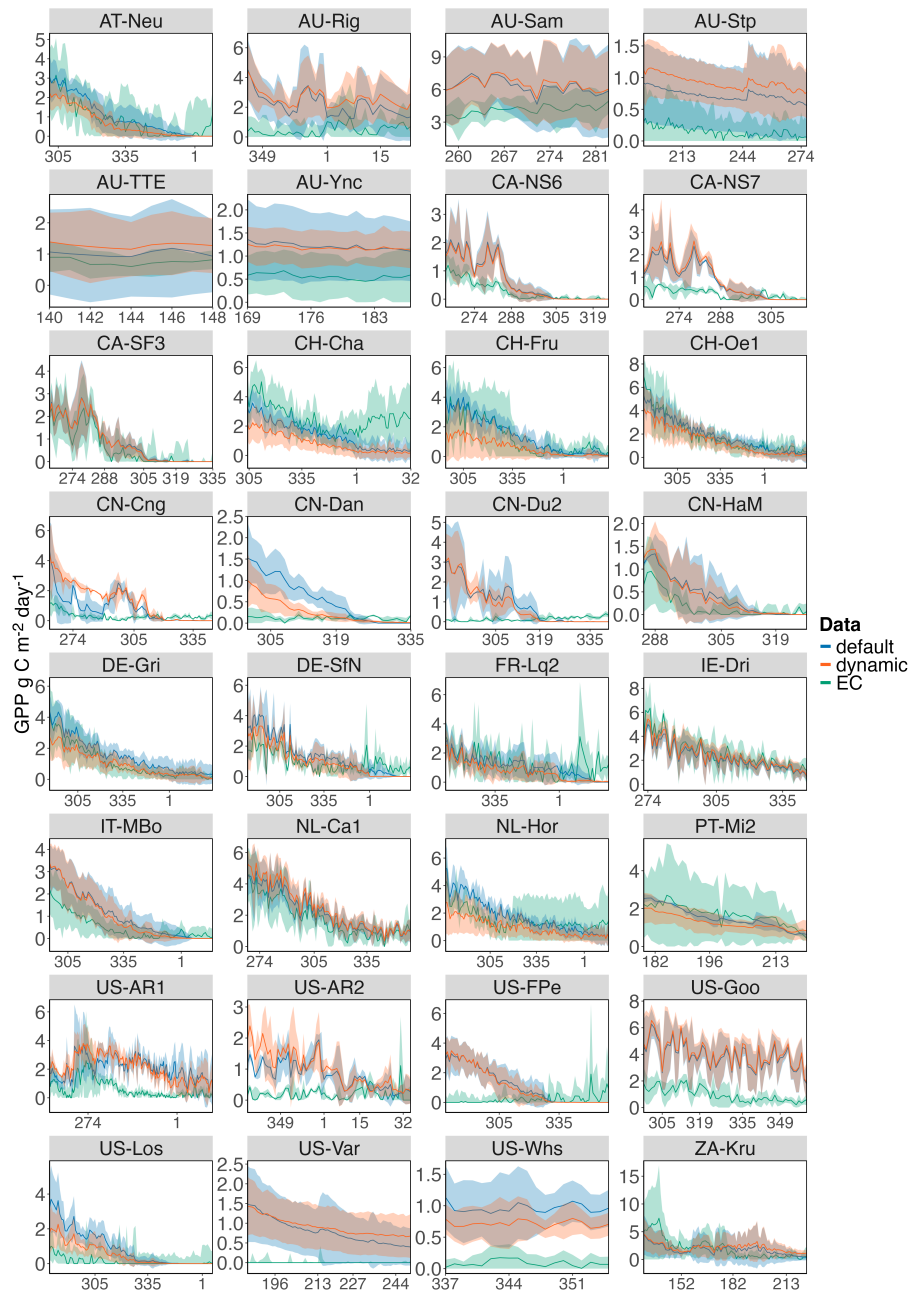 AT-Neu AU-Rig AU-Sam AU-Stp
5 4 3 2 1 0
6 4 2 0
9 6 3
1.5 1.0 0.5 0.0
305 335 1
349 1 15
260 267 274 281
213 244 274
AU-TTE AU-Ync CA-NS6 CA-NS7
2 1 0
2.0 1.5 1.0 0.5 0.0
3 2 1 0
4 3 2 1 0
140 142 144 146 148
169 176 183
274 288 305 319
274 288 305
CA-SF3 CH-Cha CH-Fru CH-Oe1
4 3 2 1 0
6 4 2 0
6 4 2 0
8 6 4 2 0
274 288 305 319 335
305 335 1 32
305 335 1
305 335 1
CN-Cng CN-Dan CN-Du2 CN-HaM
6 4 2 0
2.5 2.0 1.5 1.0 0.5 0.0
5 4 3 2 1 0
2.0 1.5 1.0 0.5 0.0
274 305 335
305 319 335
305 319 335
288 305 319
GPP g C m-2 day-1
Data
default
dynamic
EC
DE-Gri DE-SfN FR-Lq2 IE-Dri
6 4 2 0
6 4 2 0
6 4 2 0
8 6 4 2 0
305 335 1
305 335 1
335 1
274 305 335
IT-MBo NL-Ca1 NL-Hor PT-Mi2
4 3 2 1 0
6 4 2 0
6 4 2 0
4 2 0
305 335 1
274 305 335
305 335 1
182 196 213
US-AR1 US-AR2 US-FPe US-Goo
6 4 2 0
3 2 1 0
6 4 2 0
8 6 4 2 0
274 1
349 1 15 32
305 335
305 319 335 349
US-Los US-Var US-Whs ZA-Kru
4 2 0
2.5 2.0 1.5 1.0 0.5 0.0
1.5 1.0 0.5 0.0
15 10 5 0
305 335 1
196 213 227 244
337 344 351
152 182 213